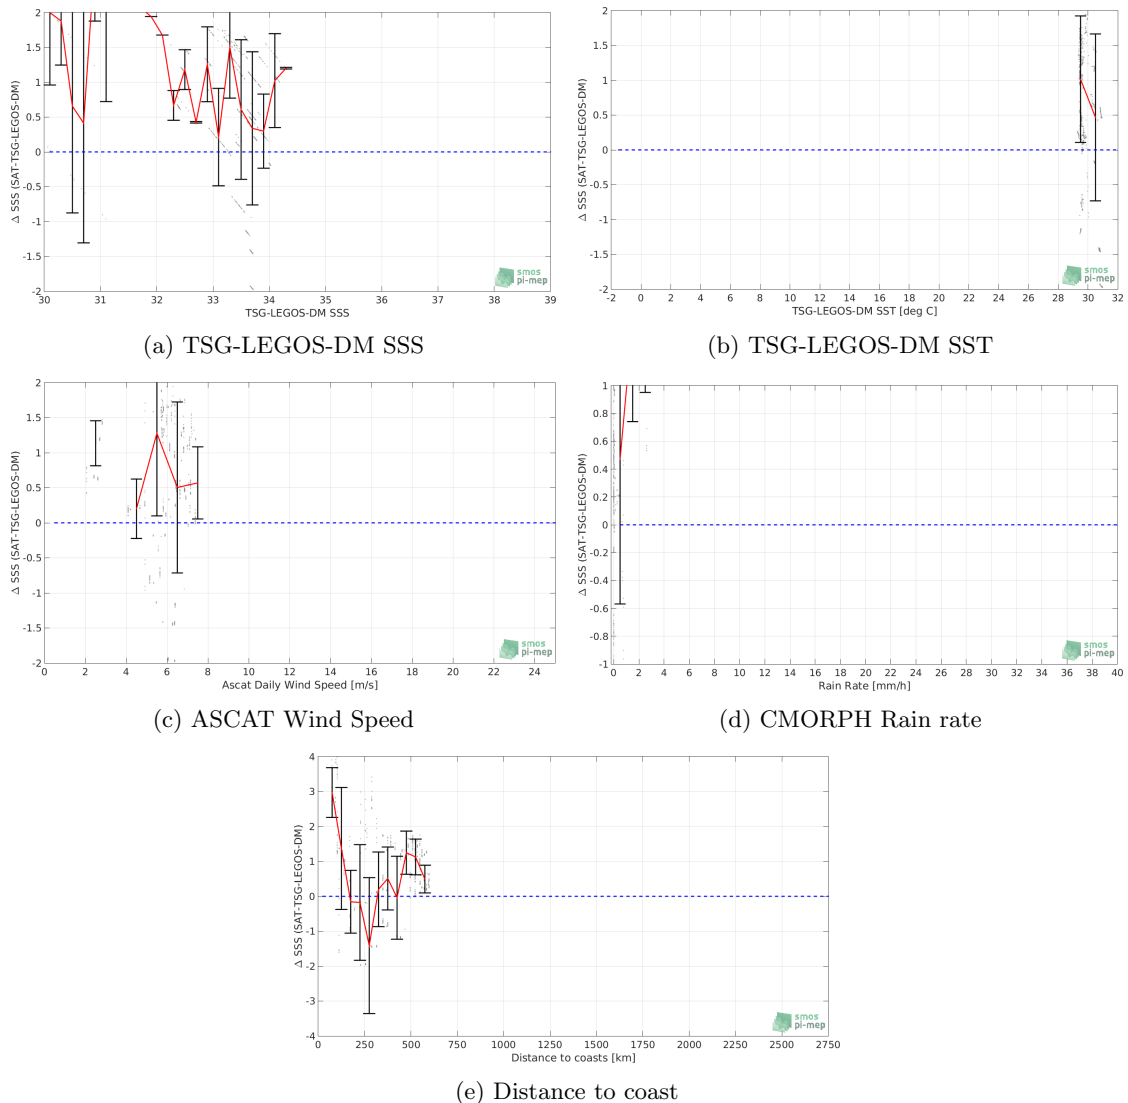 Δ SSS (SAT-TSG-LEGOS-DM)
2
1.5
1
0.5
0
-0.5
-1
-1.5
-2
30 31 32 33 34 35 36 37 38 39
TSG-LEGOS-DM SSS
smos
pi-mep
(a) TSG-LEGOS-DM SSS
Δ SSS (SAT-TSG-LEGOS-DM)
2
1.5
1
0.5
0
-0.5
-1
-1.5
-2
-2 0 2 4 6 8 10 12 14 16 18 20 22 24 26 28 30 32
TSG-LEGOS-DM SST [deg C]
smos
pi-mep
(b) TSG-LEGOS-DM SST
Δ SSS (SAT-TSG-LEGOS-DM)
2
1.5
1
0.5
0
-0.5
-1
-1.5
-2
0 2 4 6 8 10 12 14 16 18 20 22 24
Ascat Daily Wind Speed [m/s]
smos
pi-mep
(c) ASCAT Wind Speed
Δ SSS (SAT-TSG-LEGOS-DM)
1
0.8
0.6
0.4
0.2
0
-0.2
-0.4
-0.6
-0.8
-1
0 2 4 6 8 10 12 14 16 18 20 22 24 26 28 30 32 34 36 38 40
Rain Rate [mm/h]
smos
pi-mep
(d) CMORPH Rain rate
Δ SSS (SAT-TSG-LEGOS-DM)
4
3
2
1
0
-1
-2
-3
-4
0 250 500 750 1000 1250 1500 1750 2000 2250 2500 2750
Distance to coasts [km]
smos
pi-mep
(e) Distance to coast